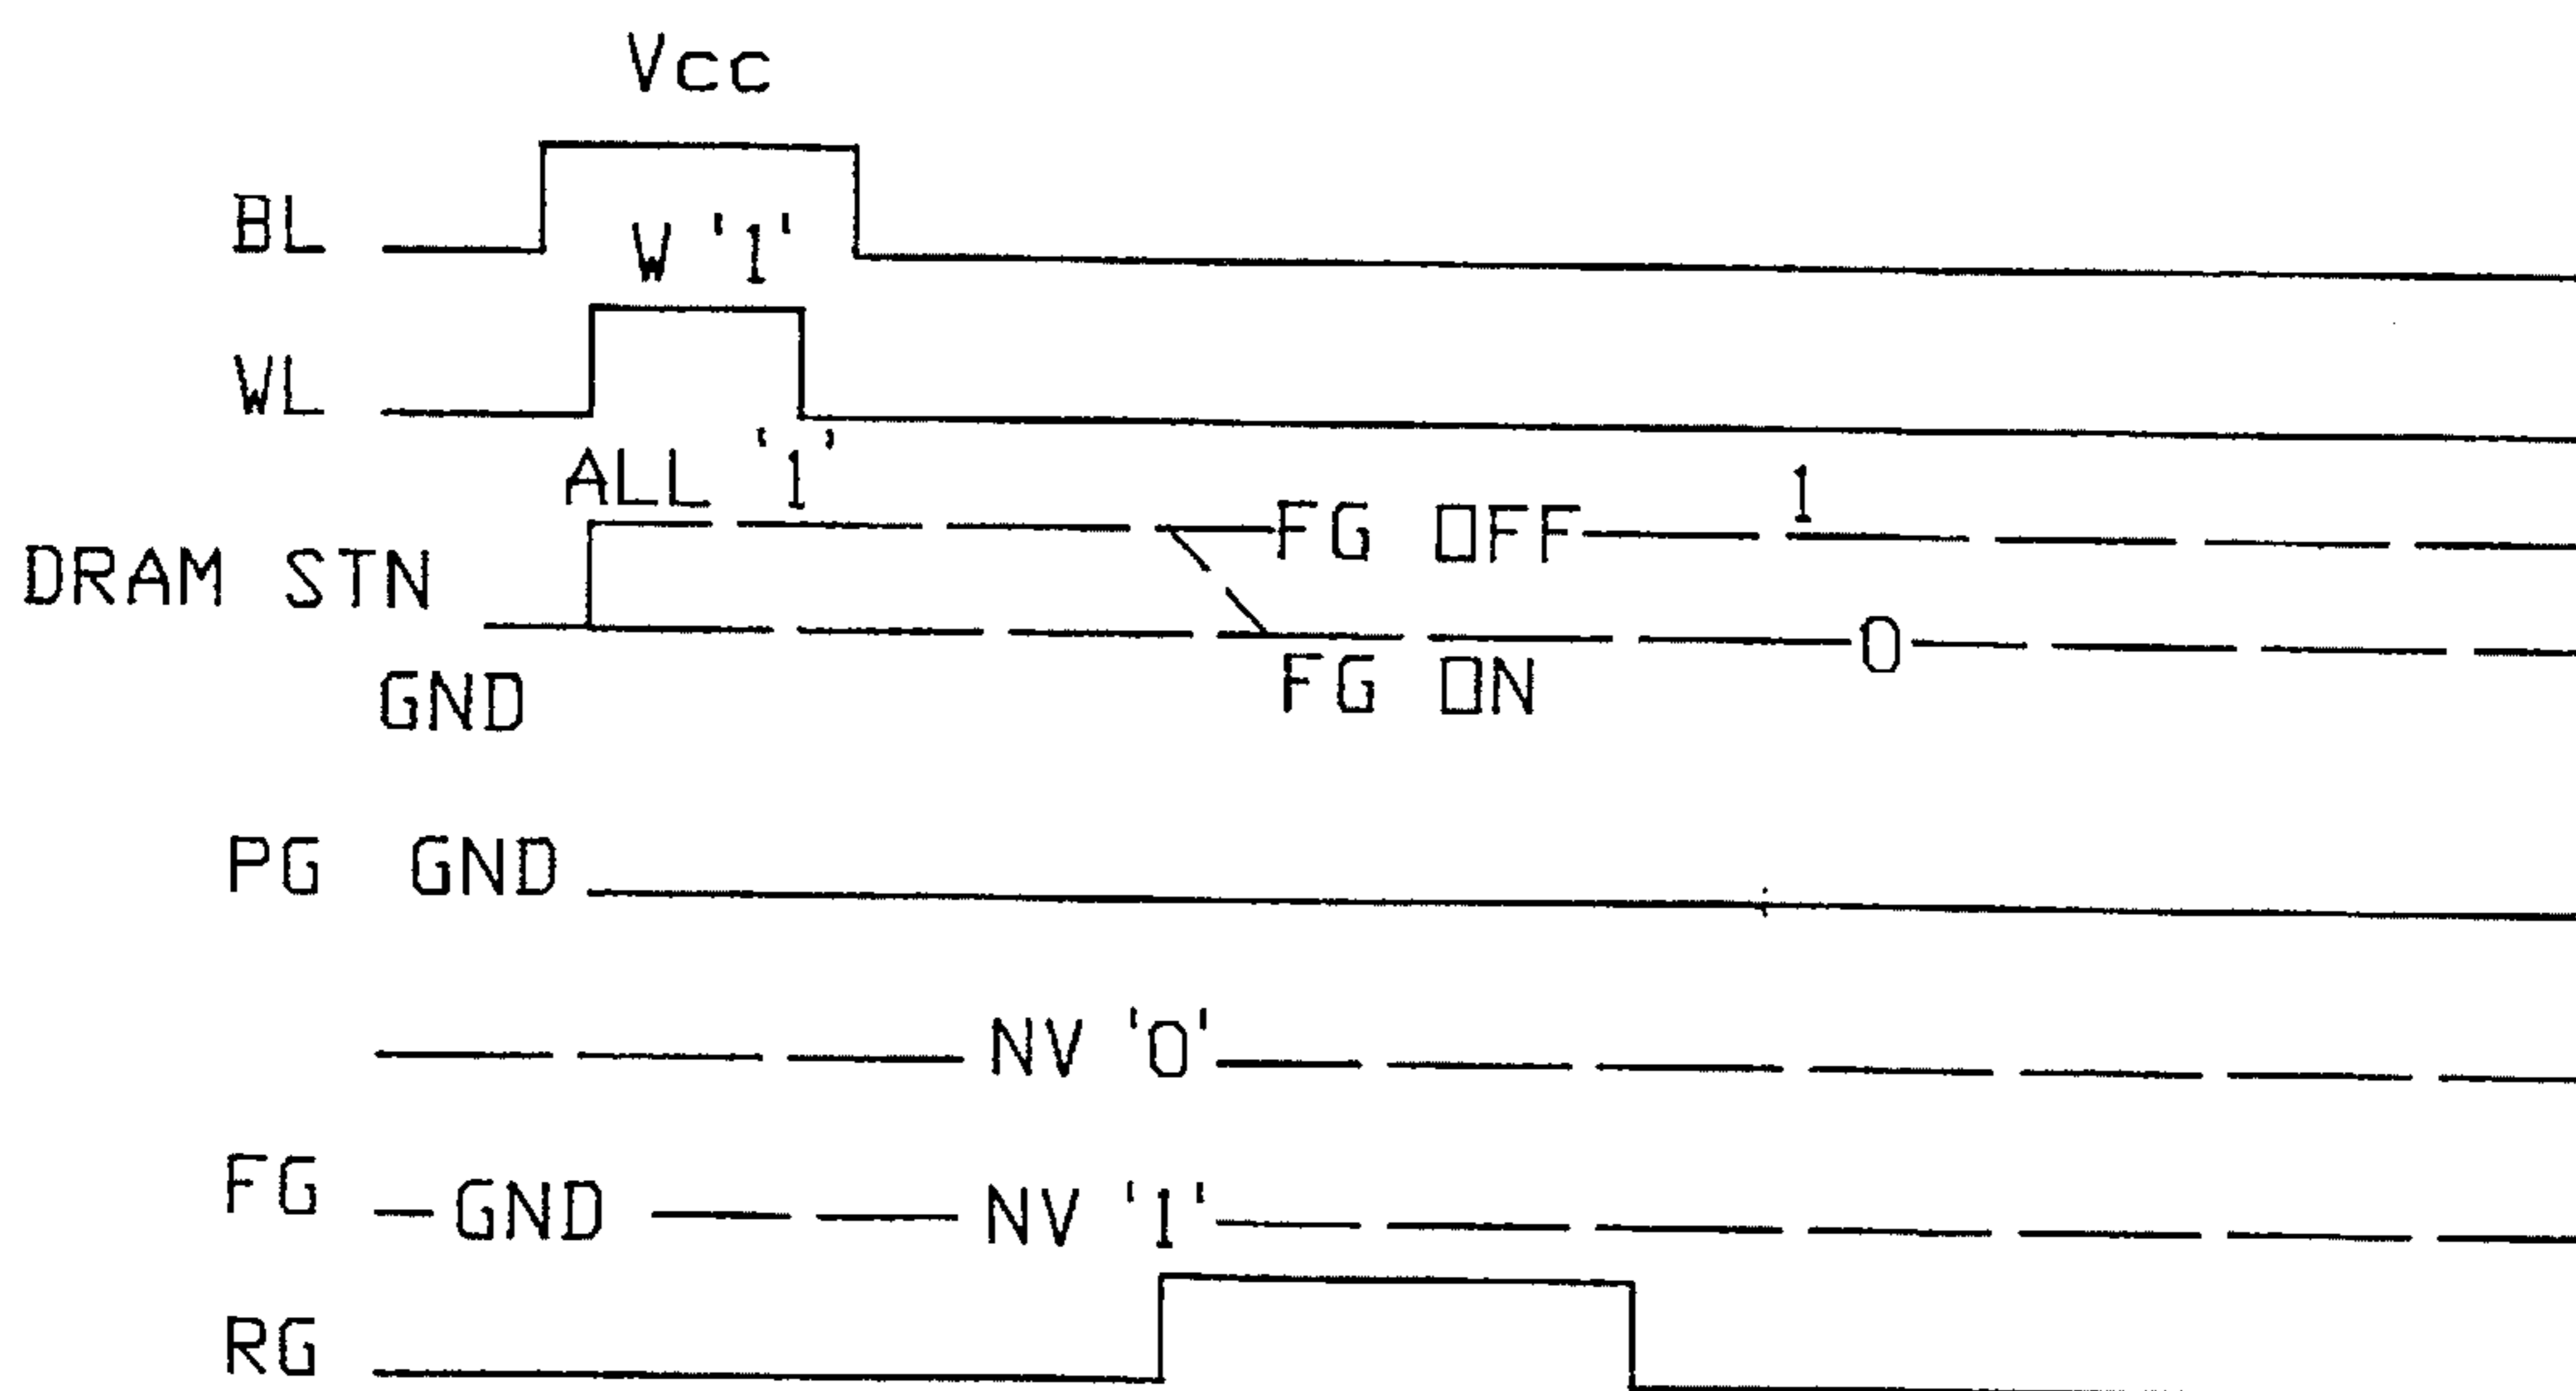 Vcc
BL
W '1'
WL
ALL '1'
1
FG OFF
DRAM STN
0
FG ON
GND
PG GND
NV '0'
FG GND NV '1'
RG